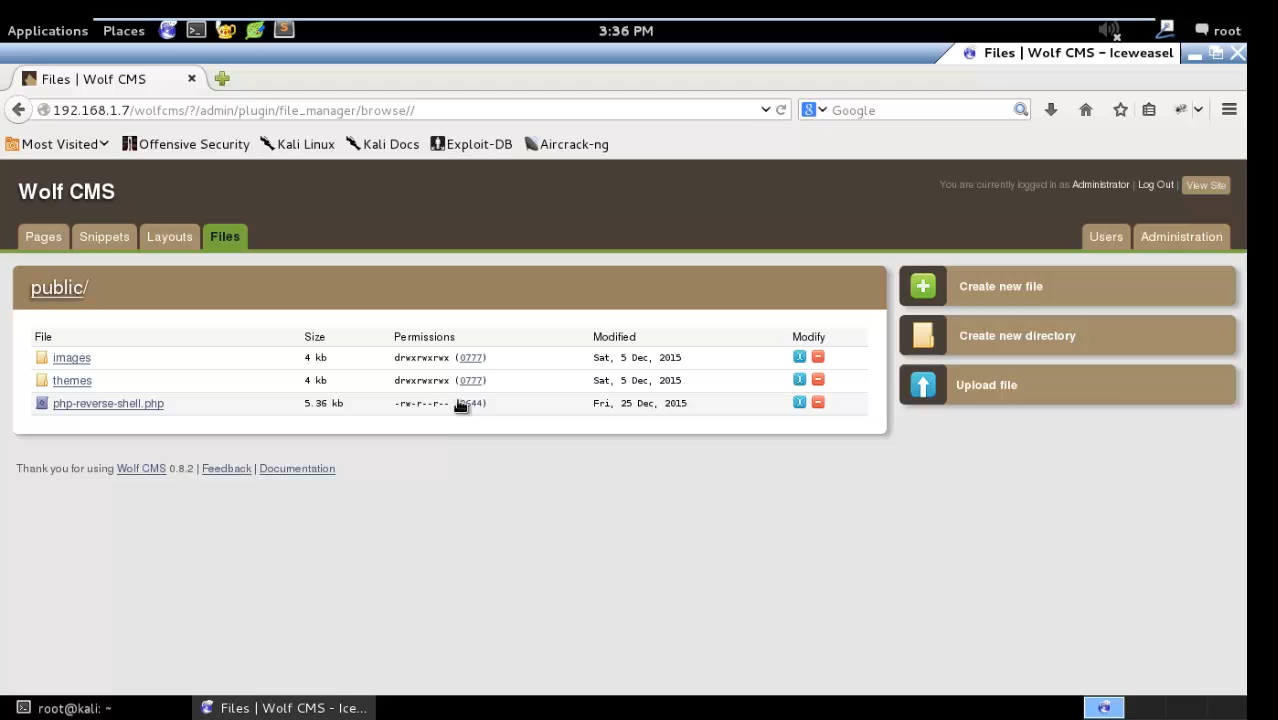 Applications Places 3:36 PM root
Files | Wolf CMS - Iceweasel
Files | Wolf CMS
192.168.1.7/wolfcms/?/admin/plugin/file_manager/browse// Google
Most Visited Offensive Security Kali Linux Kali Docs Exploit-DB Aircrack-ng
Wolf CMS
You are currently logged in as Administrator | Log Out | View Site
Pages Snippets Layouts Files Users Administration
public/
Create new file
File Size Permissions Modified Modify
Create new directory
images 4 kb drwxrwxrwx (0777) Sat, 5 Dec, 2015
themes 4 kb drwxrwxrwx (0777) Sat, 5 Dec, 2015
Upload file
php-reverse-shell.php 5.36 kb -rw-r--r-- Fri, 25 Dec, 2015
Thank you for using Wolf CMS 0.8.2 | Feedback | Documentation
root@kali: ~ Files | Wolf CMS - Ice...